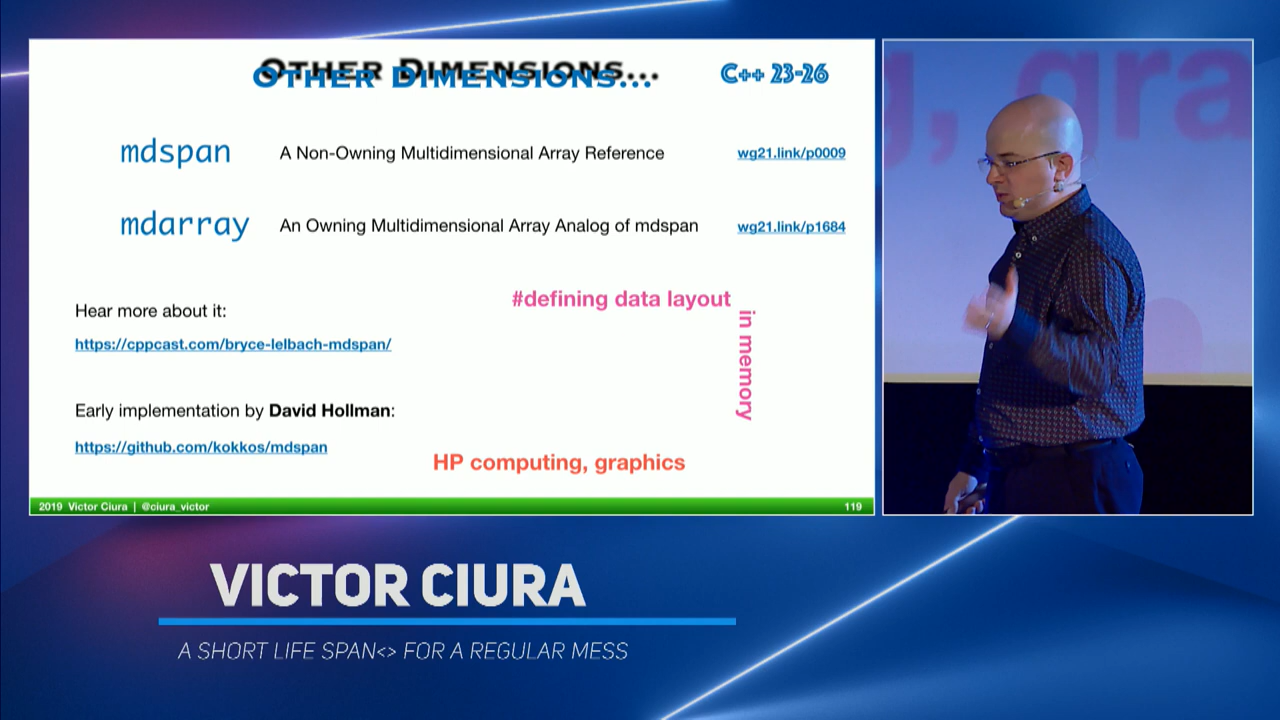 OTHER DIMENSIONS...
C++ 23-26
mdspan
A Non-Owning Multidimensional Array Reference
wg21.link/p0009
mdarray
An Owning Multidimensional Array Analog of mdspan
wg21.link/p1684
#defining data layout
in memory
Hear more about it:
https://cppcast.com/bryce-lelbach-mdspan/
Early implementation by David Hollman:
https://github.com/kokkos/mdspan
HP computing, graphics
2019 Victor Ciura | @ciura_victor
119
g, gra
VICTOR CIURA
A SHORT LIFE SPAN<> FOR A REGULAR MESS